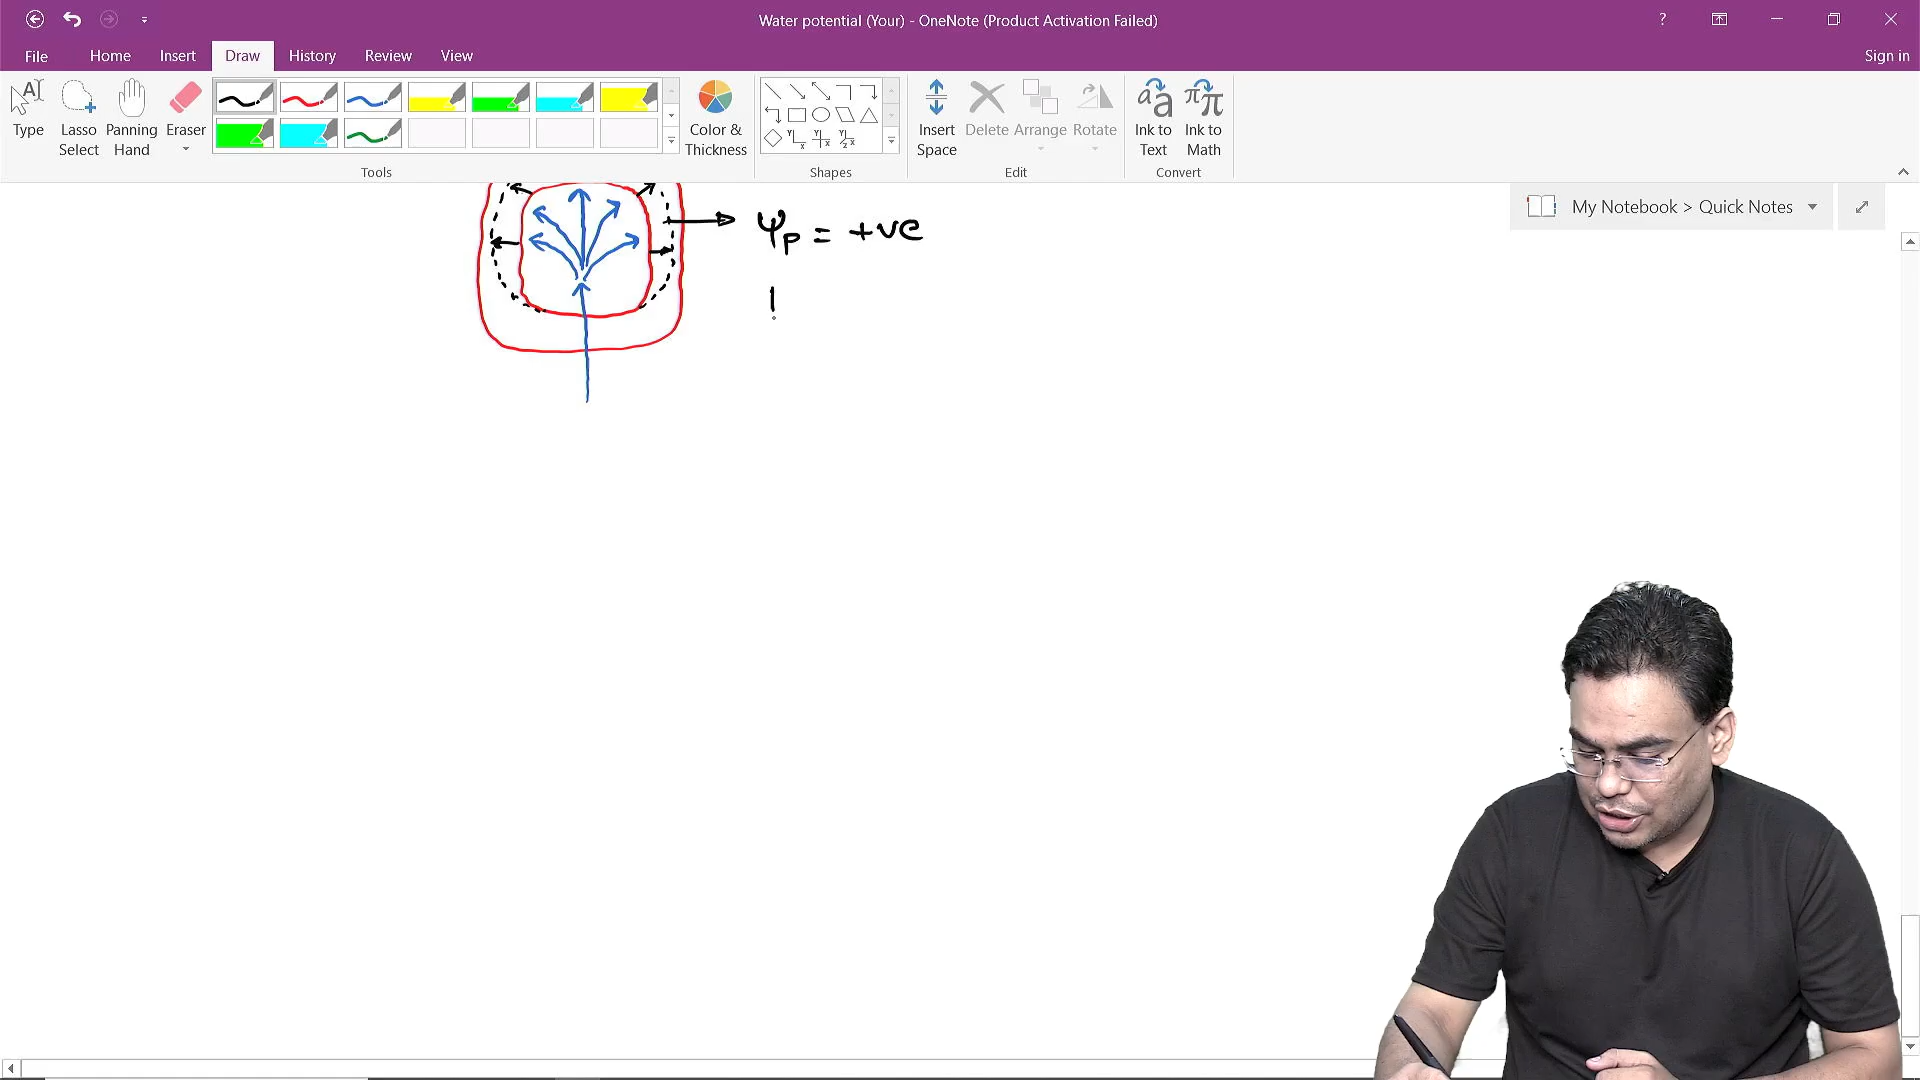 Water potential (Your) - OneNote (Product Activation Failed)
?
File
Home
Insert
Draw
History
Review
View
Sign in
Type
Lasso Select
Panning Hand
Eraser
Color & Thickness
Insert Space
Delete
Arrange
Rotate
Ink to Text
Ink to Math
Tools
Shapes
Edit
Convert
My Notebook > Quick Notes
Ψp = +ve